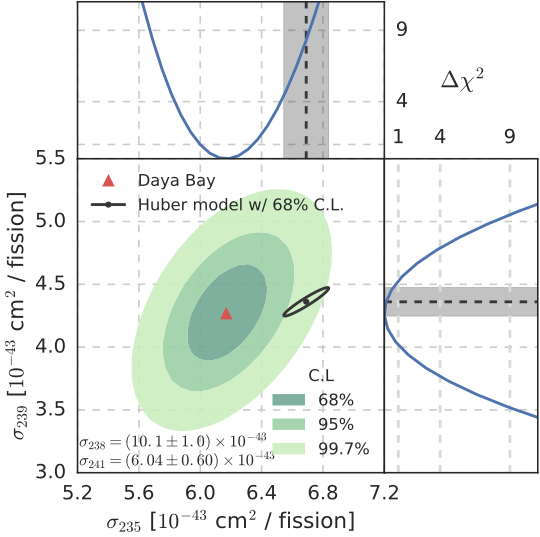 9
4
Δχ²
1 4 9
5.5
5.0
4.5
4.0
3.5
3.0
σ₂₃₉ [10⁻⁴³ cm² / fission]
Daya Bay
Huber model w/ 68% C.L.
C.L
68%
95%
99.7%
σ₂₃₈ = (10.1 ± 1.0) × 10⁻⁴³
σ₂₄₁ = (6.04 ± 0.60) × 10⁻⁴³
5.2 5.6 6.0 6.4 6.8 7.2
σ₂₃₅ [10⁻⁴³ cm² / fission]